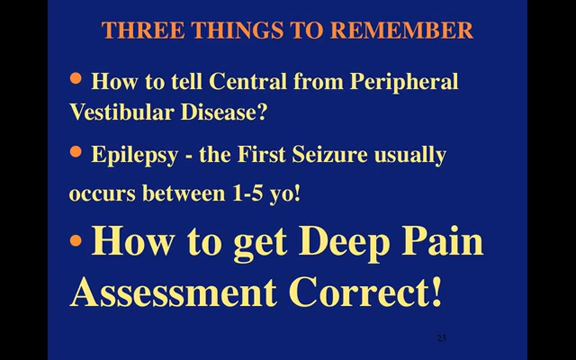 THREE THINGS TO REMEMBER
• How to tell Central from Peripheral
Vestibular Disease?
• Epilepsy - the First Seizure usually
occurs between 1-5 yo!
• How to get Deep Pain
Assessment Correct!
23